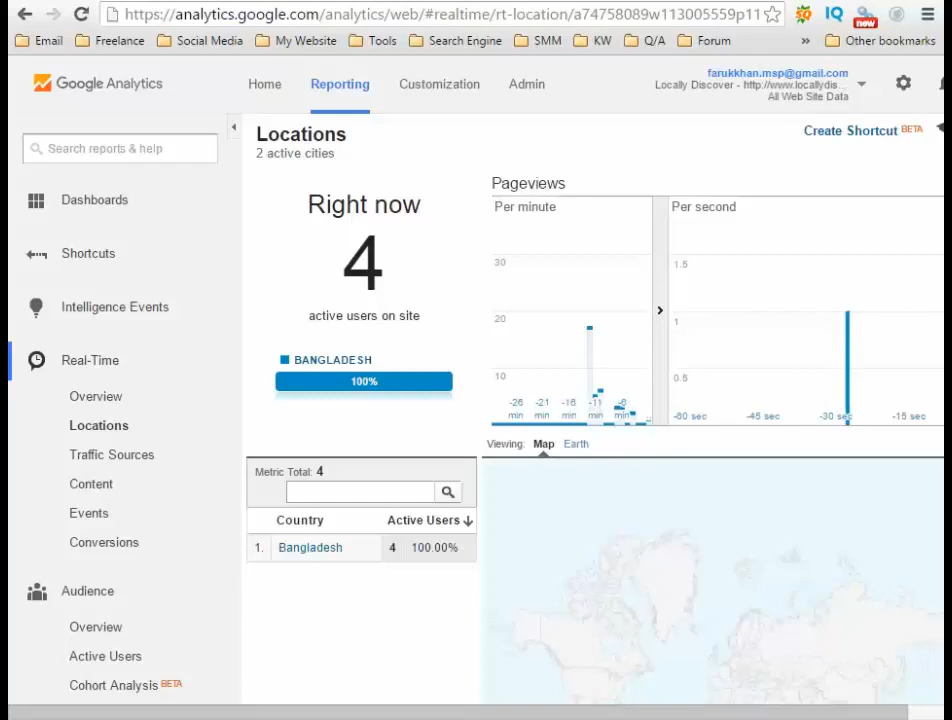 https://analytics.google.com/analytics/web/#realtime/rt-location/a74758089w113005559p11
IQ
new
Email Freelance Social Media My Website Tools Search Engine SMM KW Q/A Forum » Other bookmarks
Google Analytics
Home Reporting Customization Admin
farukkhan.msp@gmail.com
Locally Discover - http://www.locallydis...
All Web Site Data
Search reports & help
Dashboards
Shortcuts
Intelligence Events
Real-Time
Overview
Locations
Traffic Sources
Content
Events
Conversions
Audience
Overview
Active Users
Cohort Analysis BETA
Locations
2 active cities
Create Shortcut BETA
Right now
4
active users on site
BANGLADESH
100%
Pageviews
Per minute
30
20
10
-26 min -21 min -16 min -11 min -6 min
Per second
1.5
1
0.5
-60 sec -45 sec -30 sec -15 sec
Viewing: Map Earth
Metric Total: 4
Country Active Users
1. Bangladesh 4 100.00%